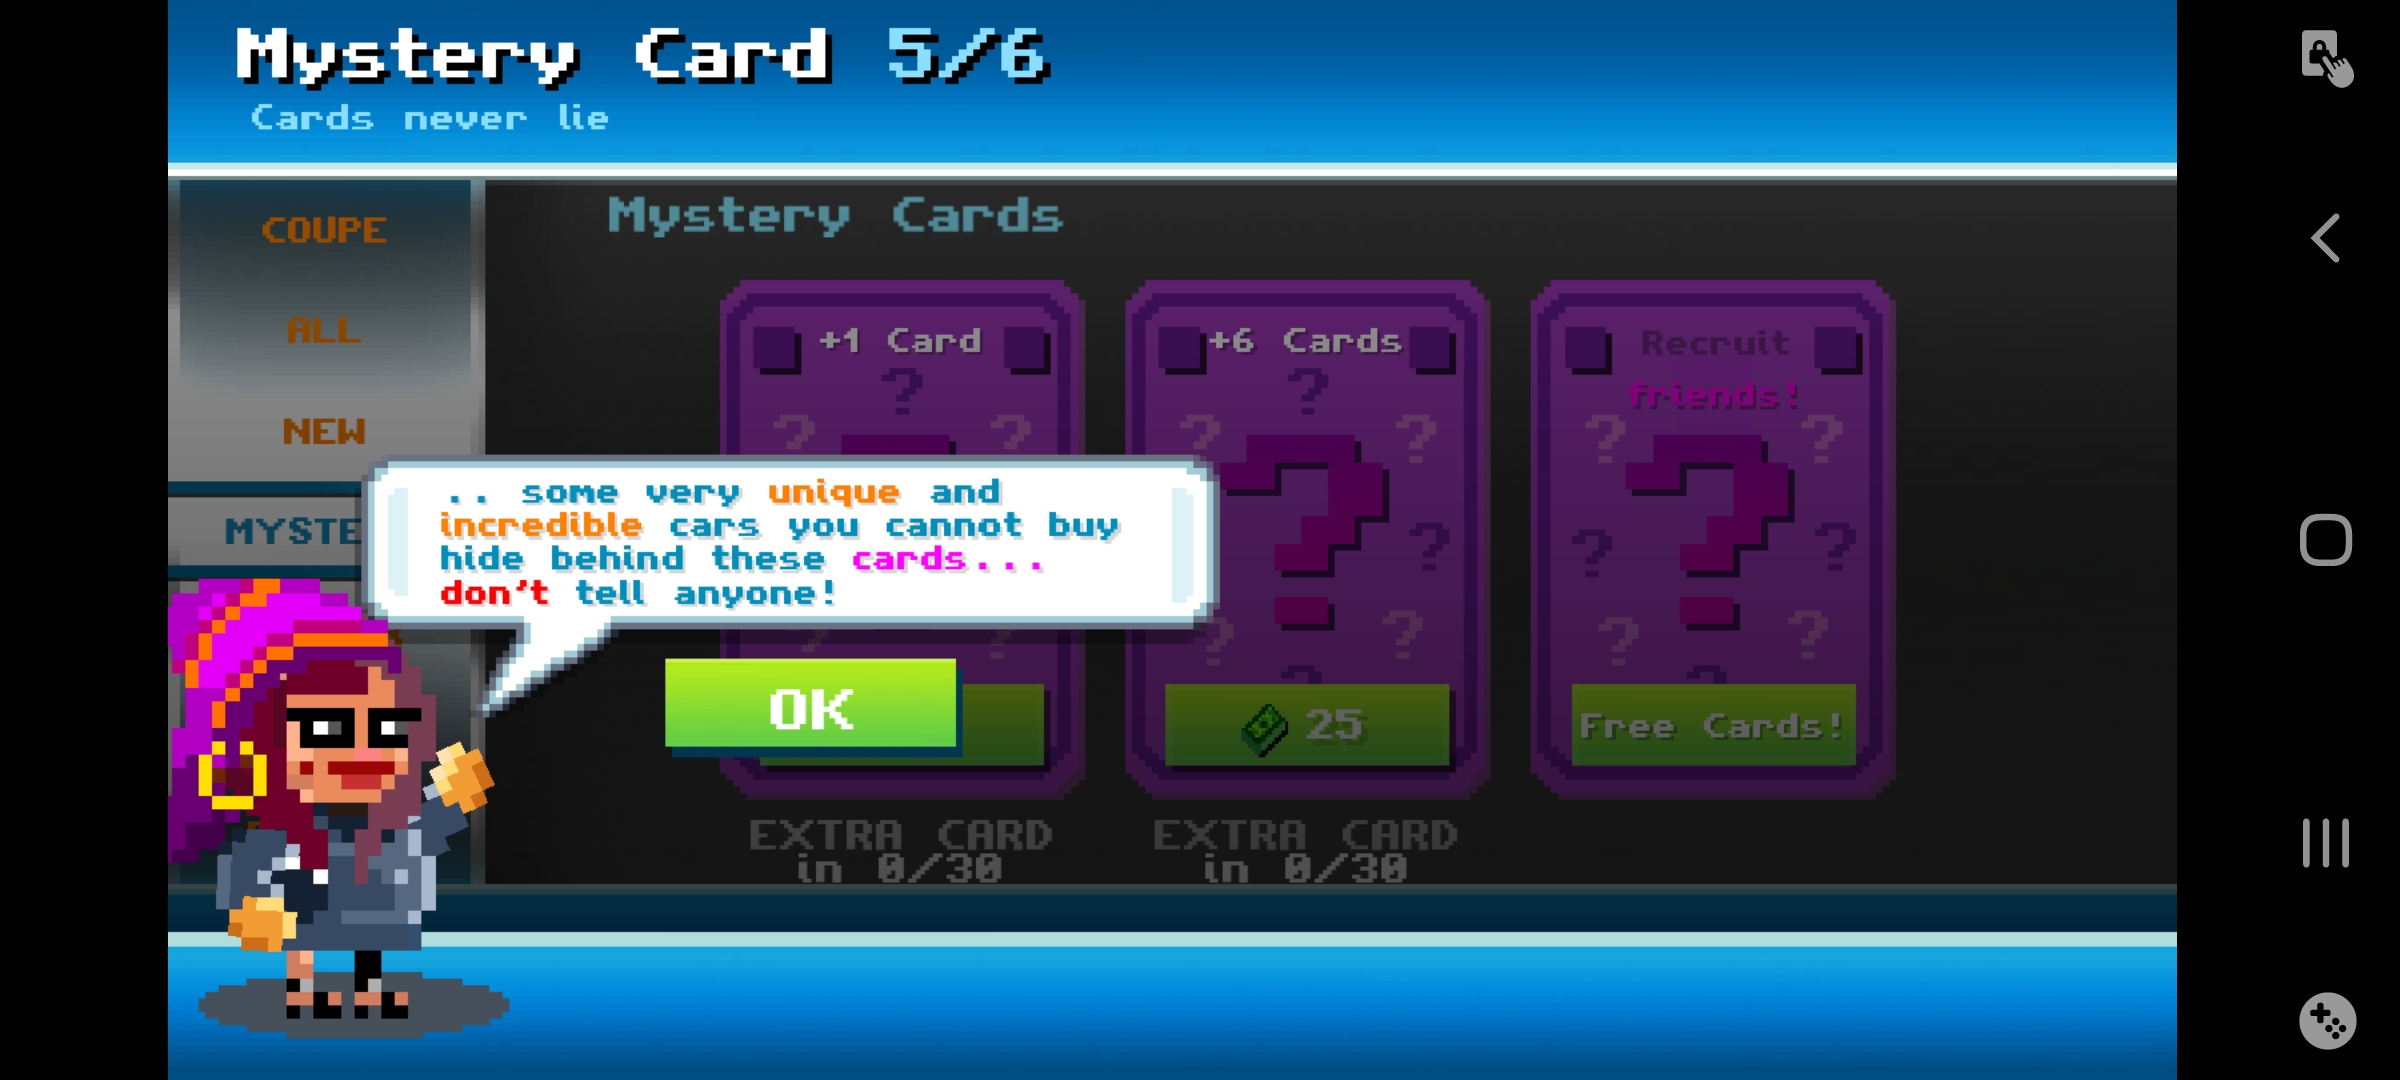 Mystery Card 5/6
Cards never lie
COUPE
ALL
NEW
MYSTE
Mystery Cards
+1 Card
+6 Cards
Recruit
friends!
.. some very unique and
incredible cars you cannot buy
hide behind these cards...
don't tell anyone!
OK
25
Free Cards!
EXTRA CARD
in 0/30
EXTRA CARD
in 0/30